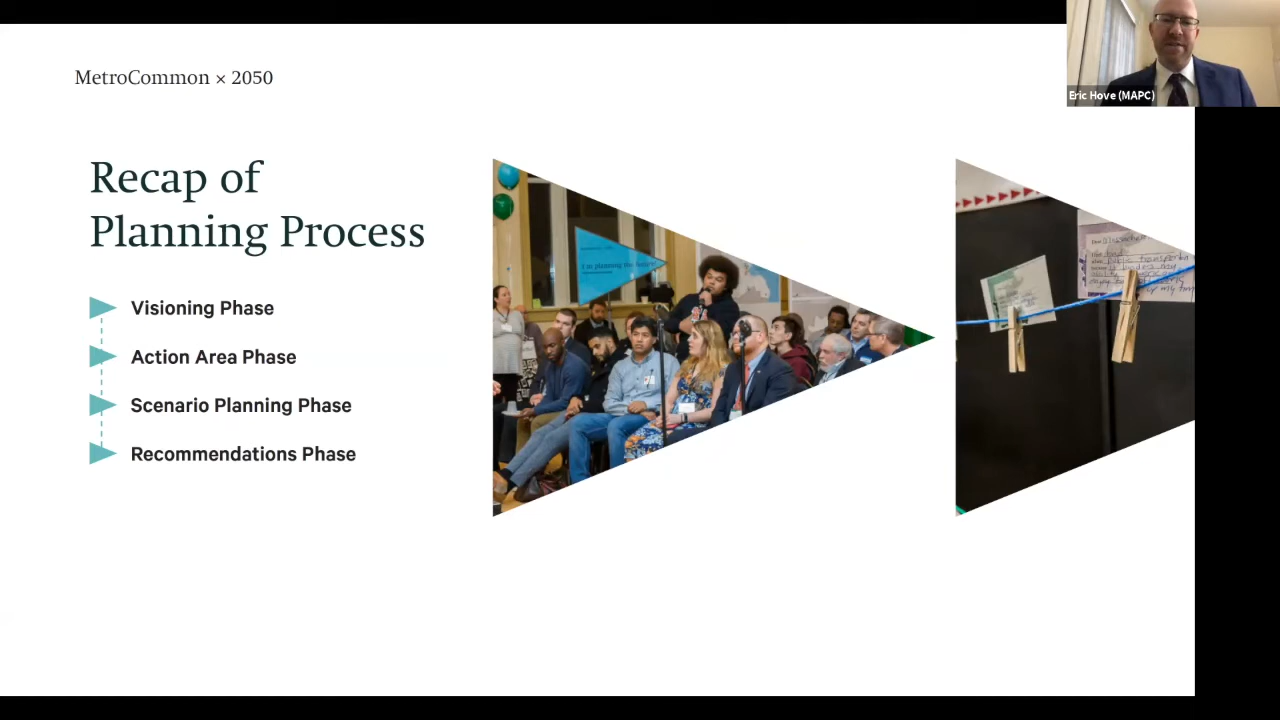 MetroCommon × 2050
Eric Hove (MAPC)
Recap of
Planning Process
Visioning Phase
Action Area Phase
Scenario Planning Phase
Recommendations Phase
I'm planning